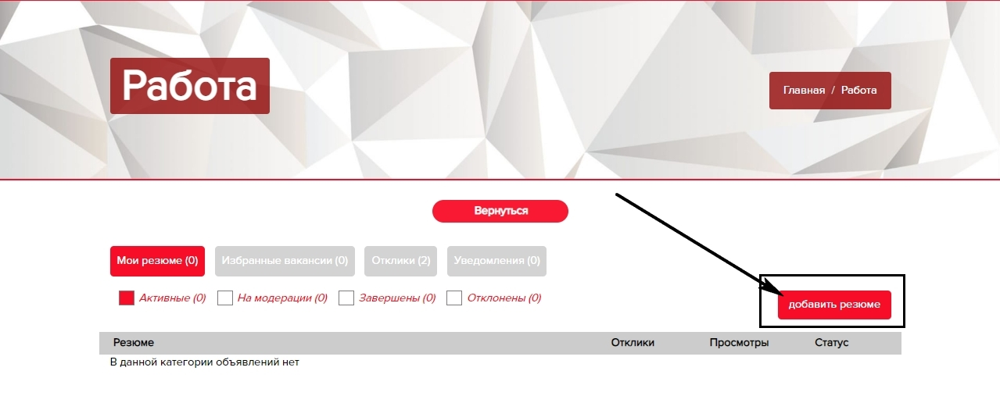 Работа
Главная / Работа
Вернуться
Мои резюме (0) Избранные вакансии (0) Отклики (2) Уведомления (0)
Активные (0) На модерации (0) Завершены (0) Отклонены (0)
добавить резюме
Резюме Отклики Просмотры Статус
В данной категории объявлений нет